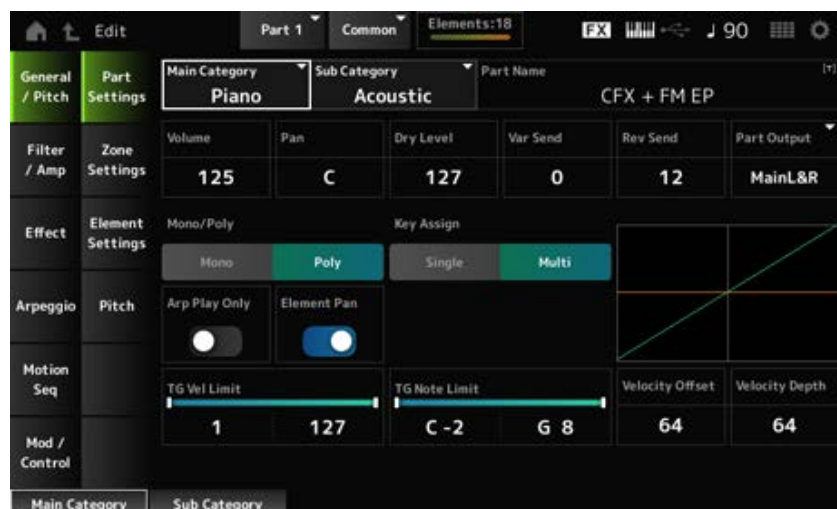 Edit
Part 1
Common
Elements:18
FX
♩ 90
General / Pitch
Part Settings
Main Category
Piano
Sub Category
Acoustic
Part Name
CFX + FM EP
[T]
Filter / Amp
Zone Settings
Volume
125
Pan
C
Dry Level
127
Var Send
0
Rev Send
12
Part Output
MainL&R
Effect
Element Settings
Mono/Poly
Mono
Poly
Key Assign
Single
Multi
Arpeggio
Pitch
Arp Play Only
Element Pan
Motion Seq
TG Vel Limit
1
127
TG Note Limit
C -2
G 8
Velocity Offset
64
Velocity Depth
64
Mod / Control
Main Category
Sub Category